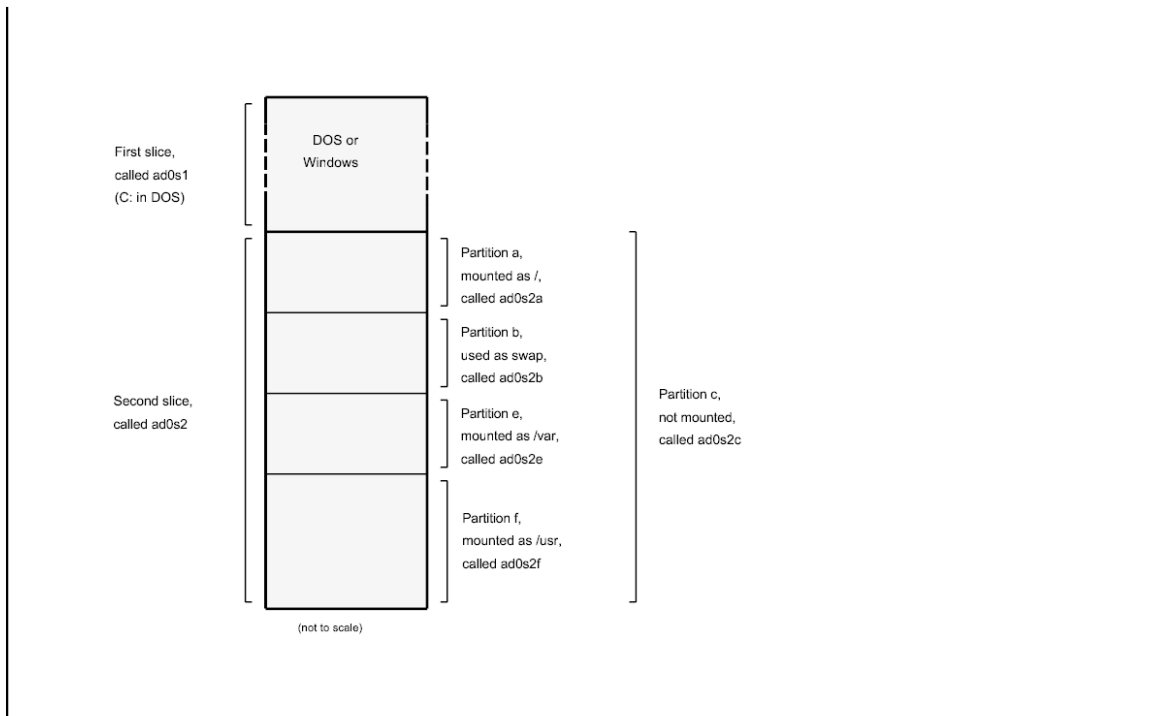 DOS or
Windows
First slice,
called ad0s1
(C: in DOS)
Partition a,
mounted as /,
called ad0s2a
Partition b,
used as swap,
called ad0s2b
Second slice,
called ad0s2
Partition e,
mounted as /var,
called ad0s2e
Partition c,
not mounted,
called ad0s2c
Partition f,
mounted as /usr,
called ad0s2f
(not to scale)